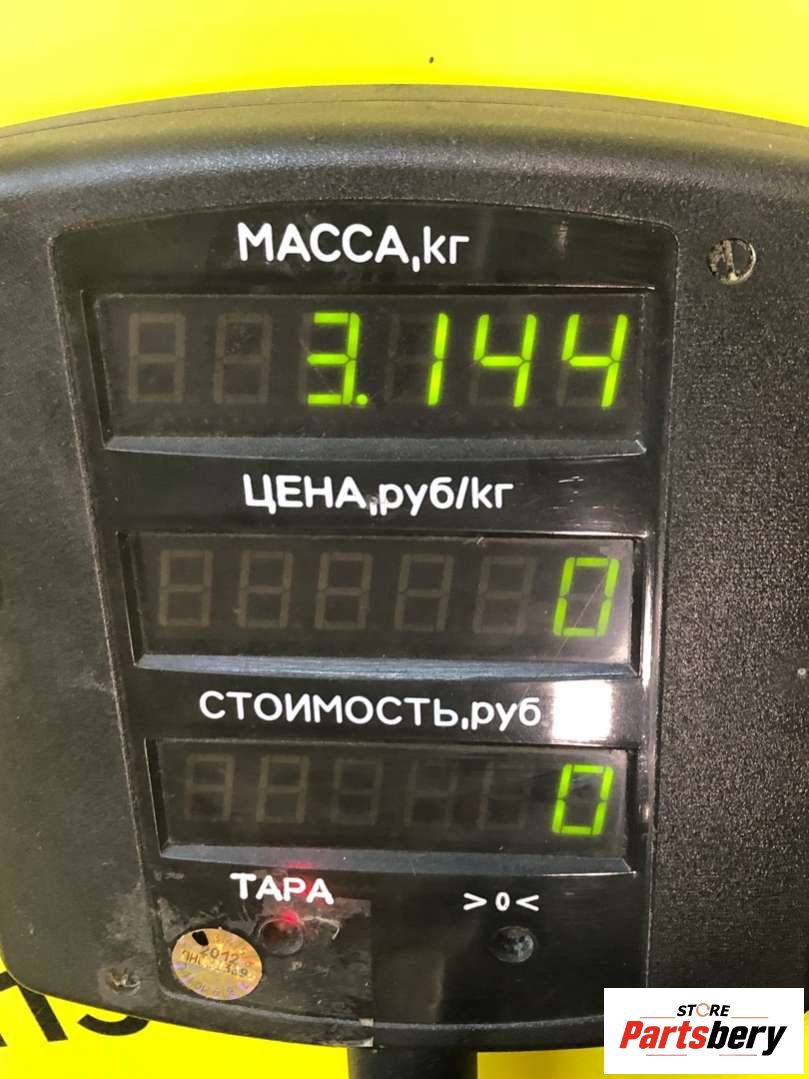 МАССА,кг
3.144
ЦЕНА,руб/кг
0
СТОИМОСТЬ,руб
0
ТАРА >0<
STORE
Partsbery